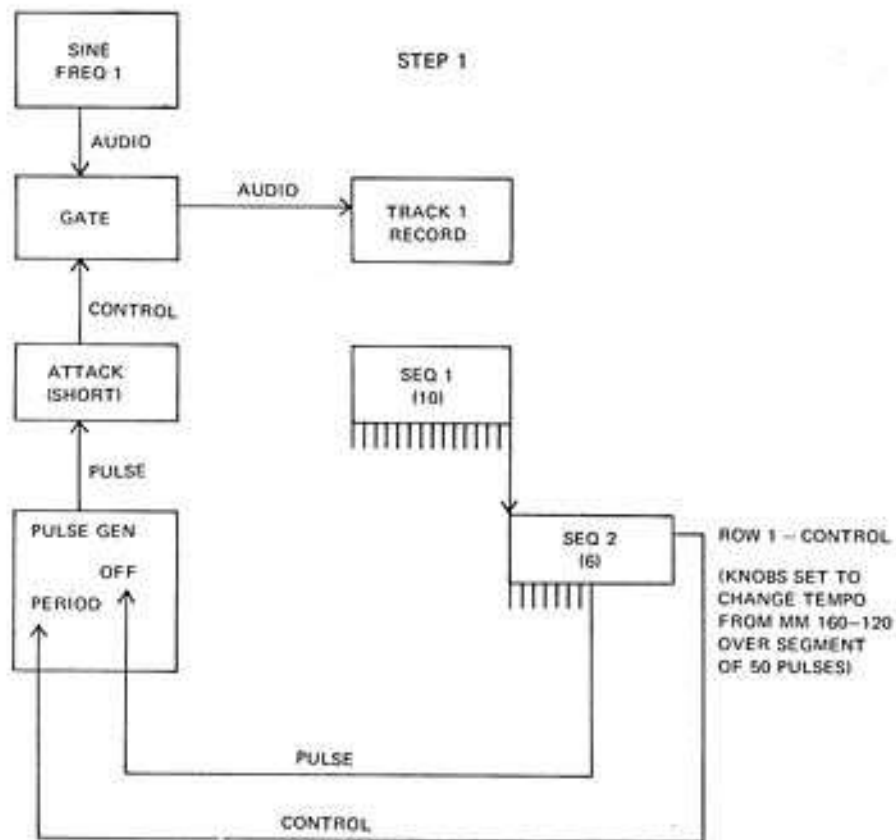 SINE
FREQ 1
STEP 1
AUDIO
AUDIO
GATE
TRACK 1
RECORD
CONTROL
ATTACK
(SHORT)
SEQ 1
(10)
PULSE
PULSE GEN
OFF
PERIOD
SEQ 2
(6)
ROW 1 – CONTROL
(KNOBS SET TO
CHANGE TEMPO
FROM MM 160–120
OVER SEGMENT
OF 50 PULSES)
PULSE
CONTROL